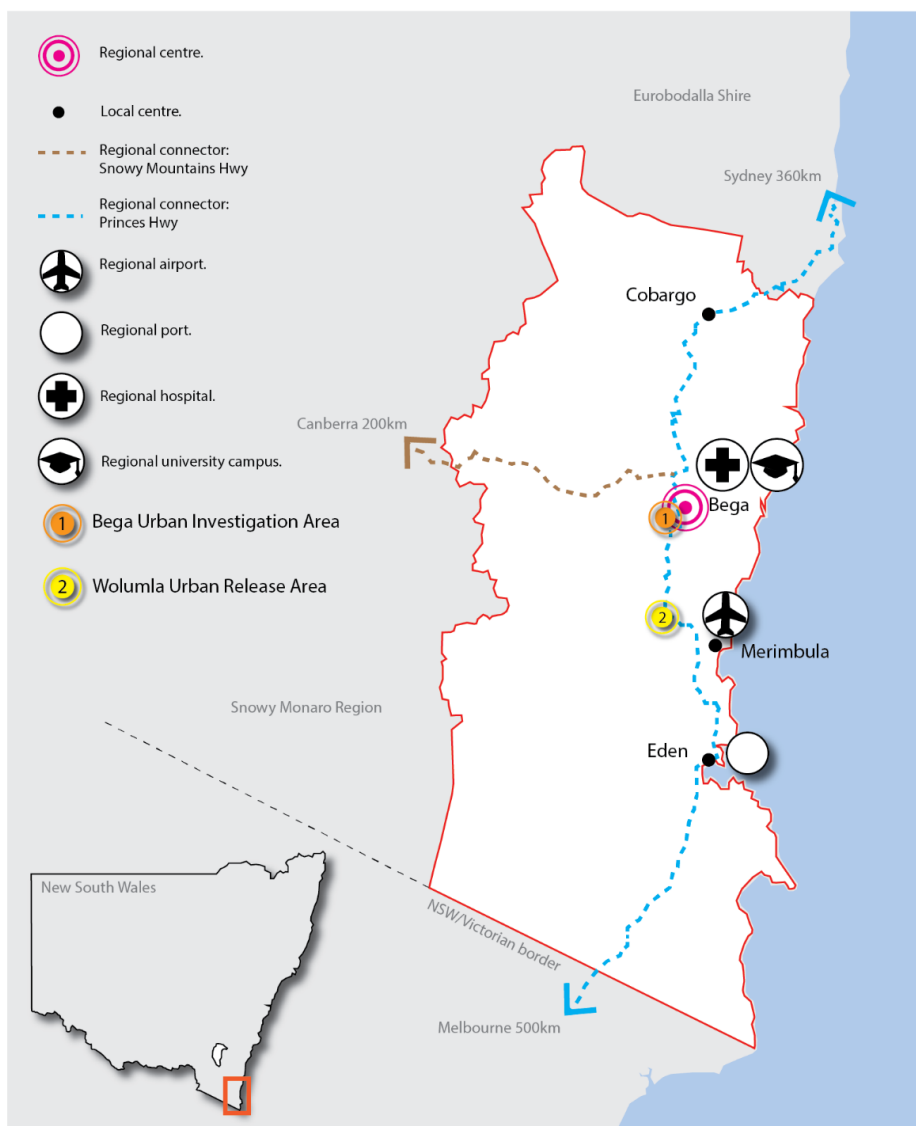 Regional centre.
Local centre.
Regional connector:
Snowy Mountains Hwy
Regional connector:
Princes Hwy
Regional airport.
Regional port.
Regional hospital.
Regional university campus.
1
Bega Urban Investigation Area
2
Wolumla Urban Release Area
Eurobodalla Shire
Sydney 360km
Cobargo
Canberra 200km
Bega
1
2
Merimbula
Snowy Monaro Region
Eden
New South Wales
NSW/Victorian border
Melbourne 500km